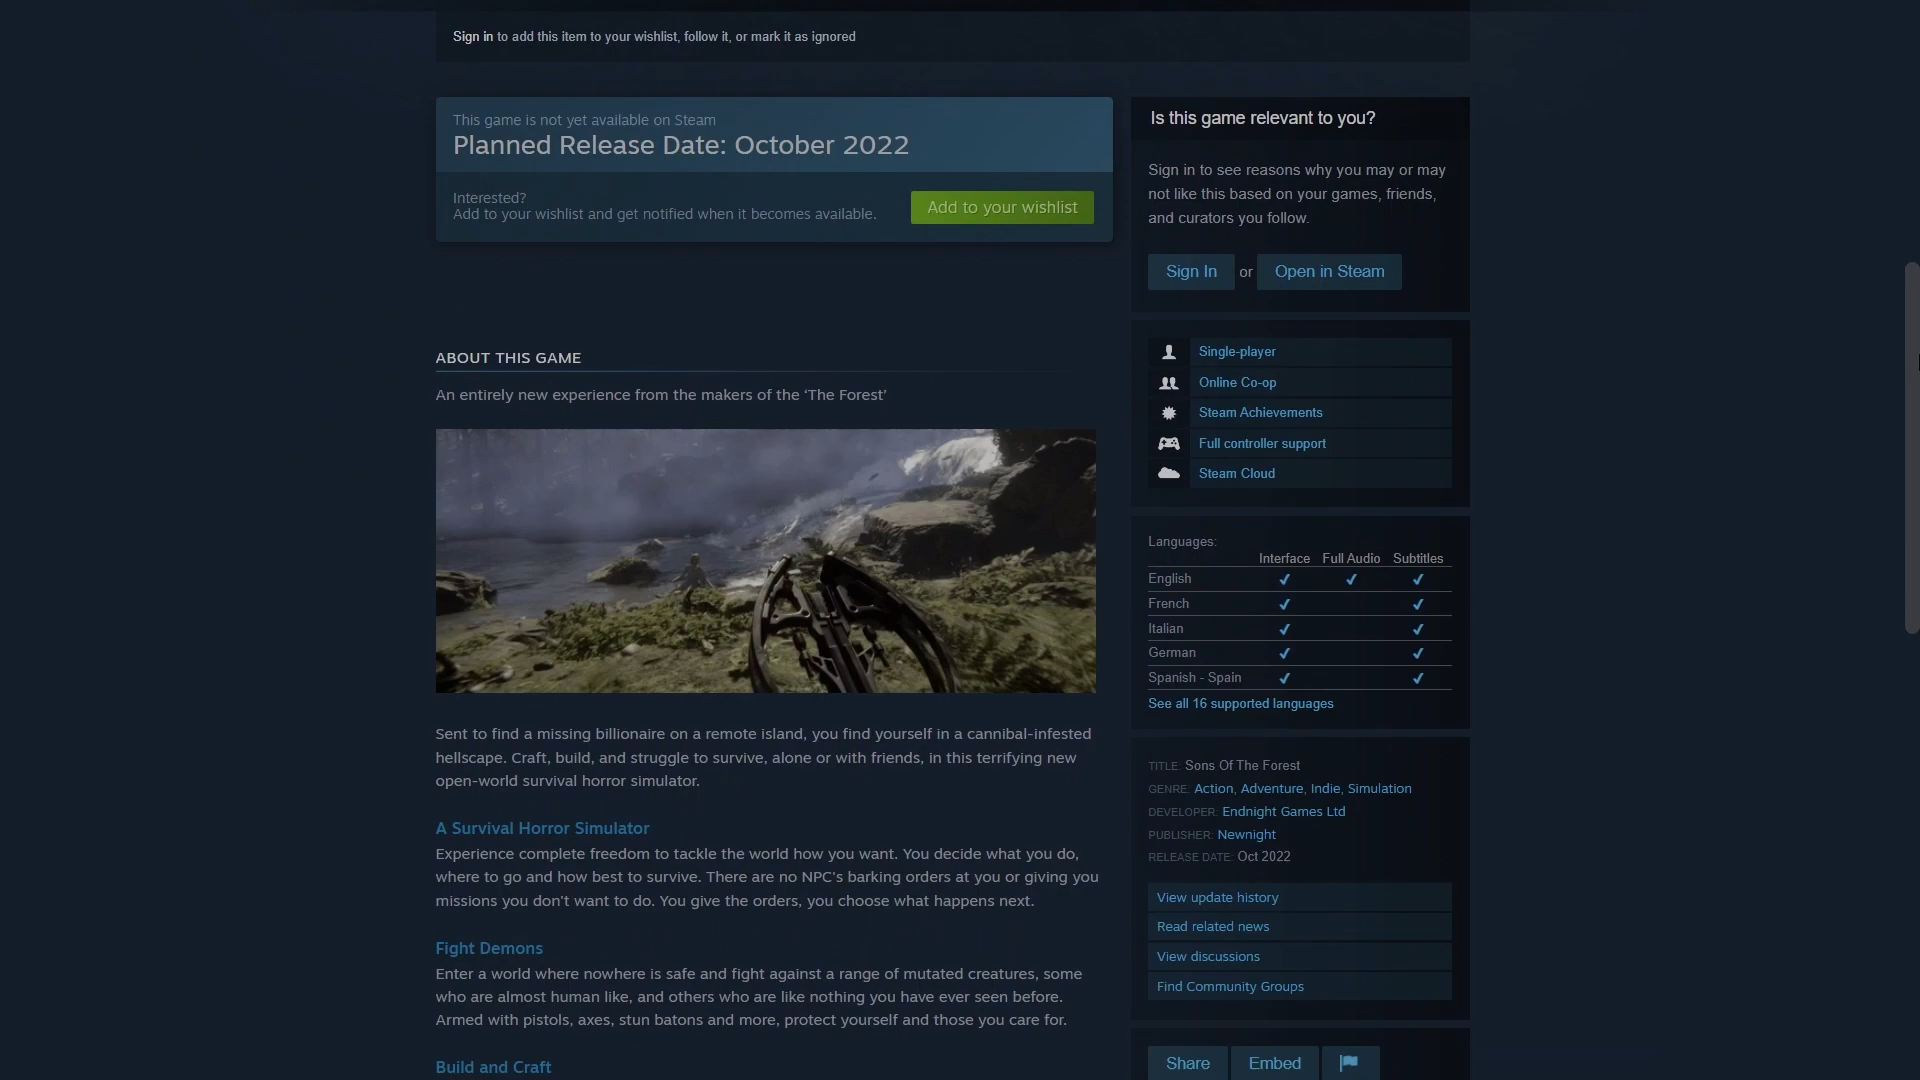 Sign in to add this item to your wishlist, follow it, or mark it as ignored
This game is not yet available on Steam
Planned Release Date: October 2022
Interested?
Add to your wishlist and get notified when it becomes available.
Add to your wishlist
ABOUT THIS GAME
An entirely new experience from the makers of the ‘The Forest’
Sent to find a missing billionaire on a remote island, you find yourself in a cannibal-infested
hellscape. Craft, build, and struggle to survive, alone or with friends, in this terrifying new
open-world survival horror simulator.
A Survival Horror Simulator
Experience complete freedom to tackle the world how you want. You decide what you do,
where to go and how best to survive. There are no NPC's barking orders at you or giving you
missions you don't want to do. You give the orders, you choose what happens next.
Fight Demons
Enter a world where nowhere is safe and fight against a range of mutated creatures, some
who are almost human like, and others who are like nothing you have ever seen before.
Armed with pistols, axes, stun batons and more, protect yourself and those you care for.
Build and Craft
Is this game relevant to you?
Sign in to see reasons why you may or may
not like this based on your games, friends,
and curators you follow.
Sign In or Open in Steam
Single-player
Online Co-op
Steam Achievements
Full controller support
Steam Cloud
Languages:
Interface Full Audio Subtitles
English ✔ ✔ ✔
French ✔ ✔
Italian ✔ ✔
German ✔ ✔
Spanish - Spain ✔ ✔
See all 16 supported languages
TITLE: Sons Of The Forest
GENRE: Action, Adventure, Indie, Simulation
DEVELOPER: Endnight Games Ltd
PUBLISHER: Newnight
RELEASE DATE: Oct 2022
View update history
Read related news
View discussions
Find Community Groups
Share Embed